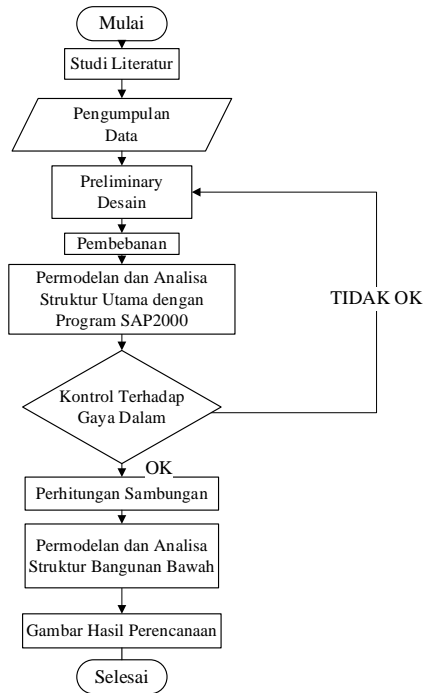 Mulai
Studi Literatur
Pengumpulan
Data
Preliminary
Desain
Pembebanan
Permodelan dan Analisa
Struktur Utama dengan
Program SAP2000
TIDAK OK
Kontrol Terhadap
Gaya Dalam
OK
Perhitungan Sambungan
Permodelan dan Analisa
Struktur Bangunan Bawah
Gambar Hasil Perencanaan
Selesai